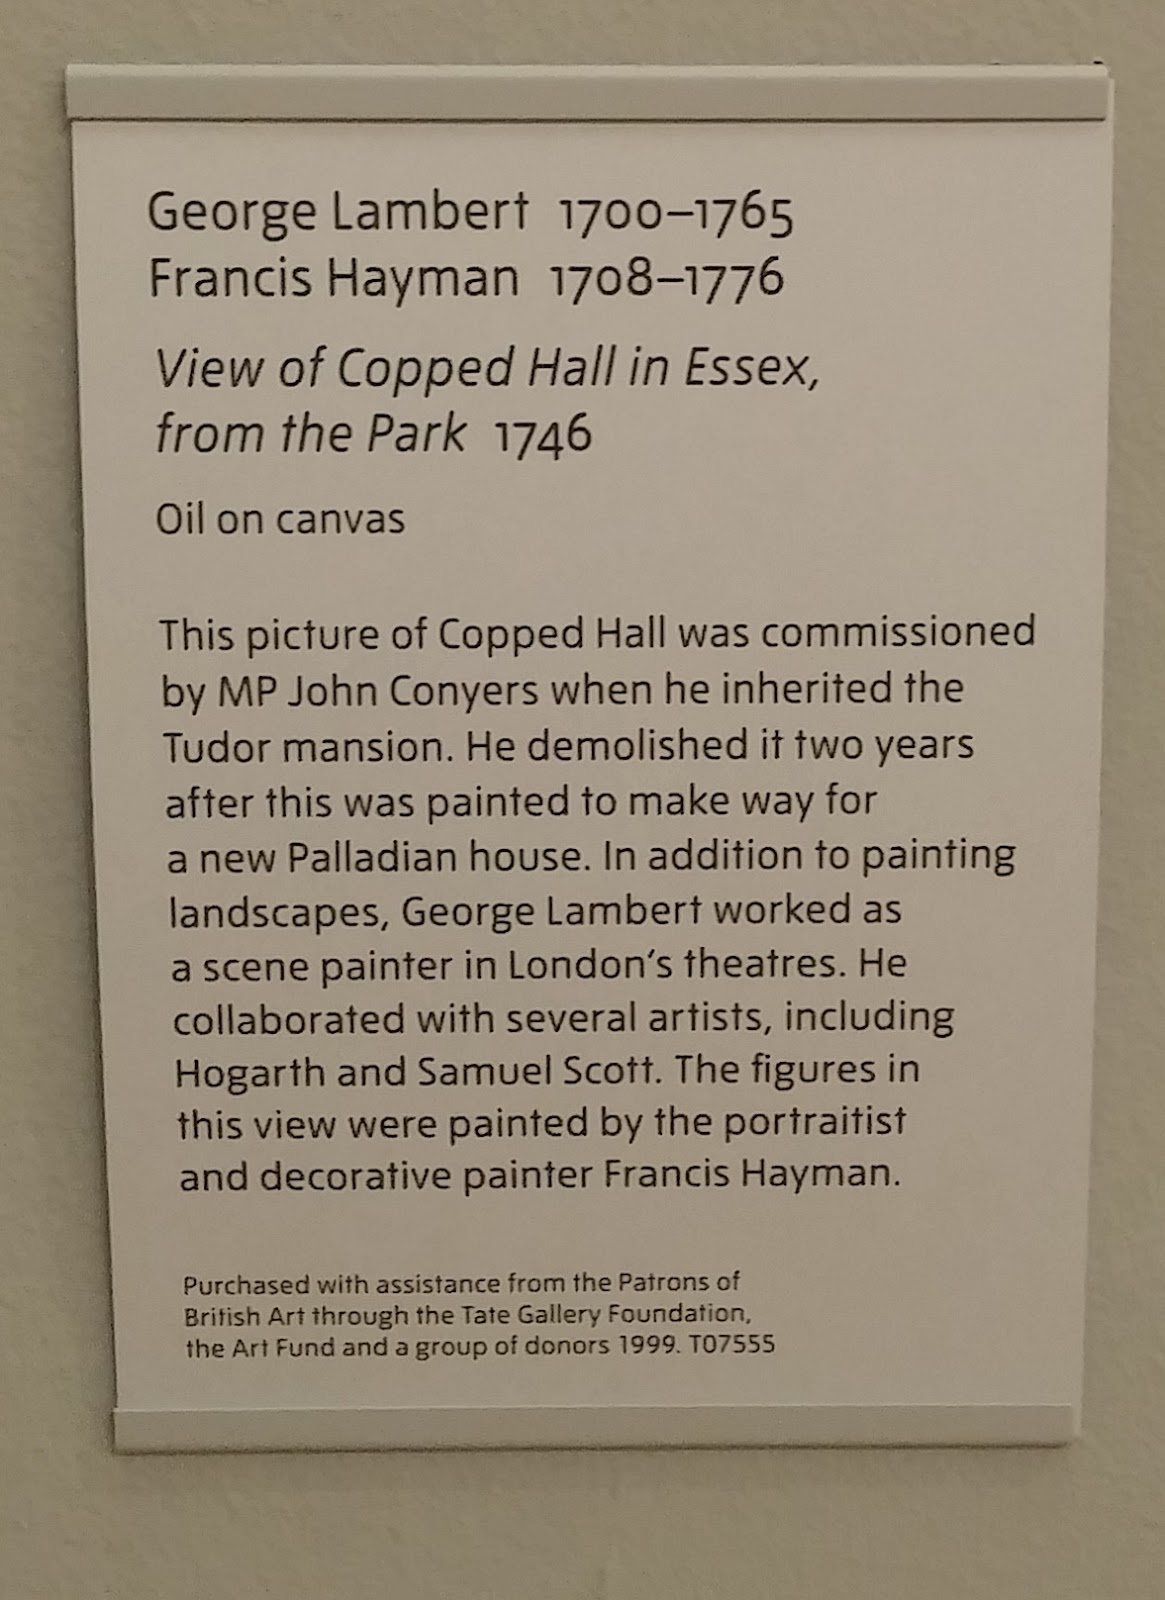 George Lambert 1700–1765
Francis Hayman 1708–1776
View of Copped Hall in Essex,
from the Park 1746
Oil on canvas
This picture of Copped Hall was commissioned
by MP John Conyers when he inherited the
Tudor mansion. He demolished it two years
after this was painted to make way for
a new Palladian house. In addition to painting
landscapes, George Lambert worked as
a scene painter in London's theatres. He
collaborated with several artists, including
Hogarth and Samuel Scott. The figures in
this view were painted by the portraitist
and decorative painter Francis Hayman.
Purchased with assistance from the Patrons of
British Art through the Tate Gallery Foundation,
the Art Fund and a group of donors 1999. T07555